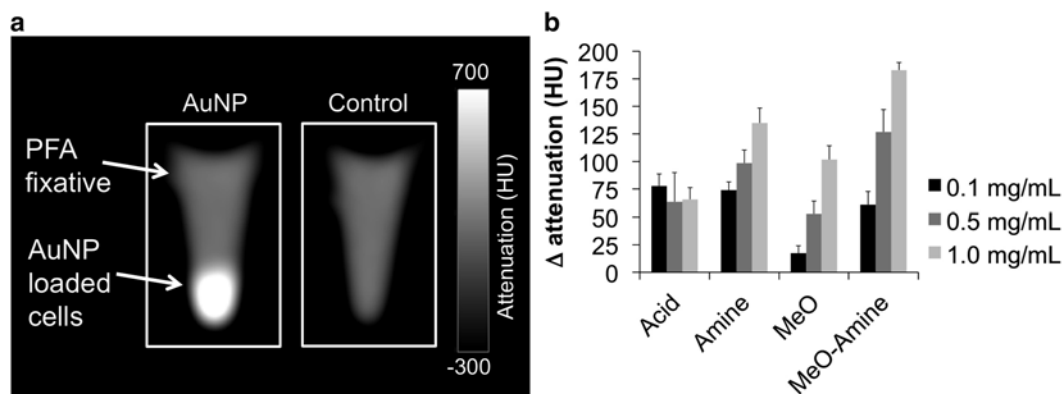 a
AuNP
Control
PFA
fixative
AuNP
loaded
cells
700
Attenuation (HU)
-300
b
Δ attenuation (HU)
200
175
150
125
100
75
50
25
0
Acid
Amine
MeO
MeO-Amine
0.1 mg/mL
0.5 mg/mL
1.0 mg/mL